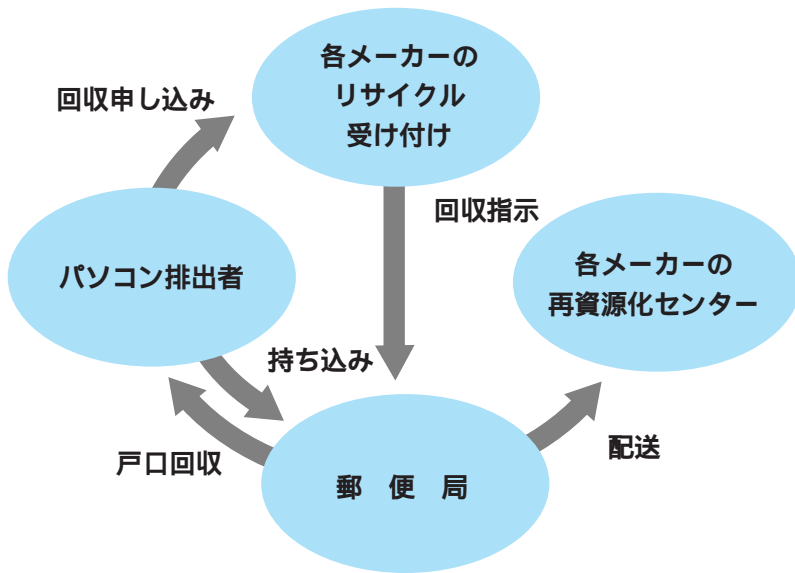 各メーカーの
リサイクル
受け付け
回収申し込み
回収指示
パソコン排出者
各メーカーの
再資源化センター
持ち込み
戸口回収
配送
郵　便　局